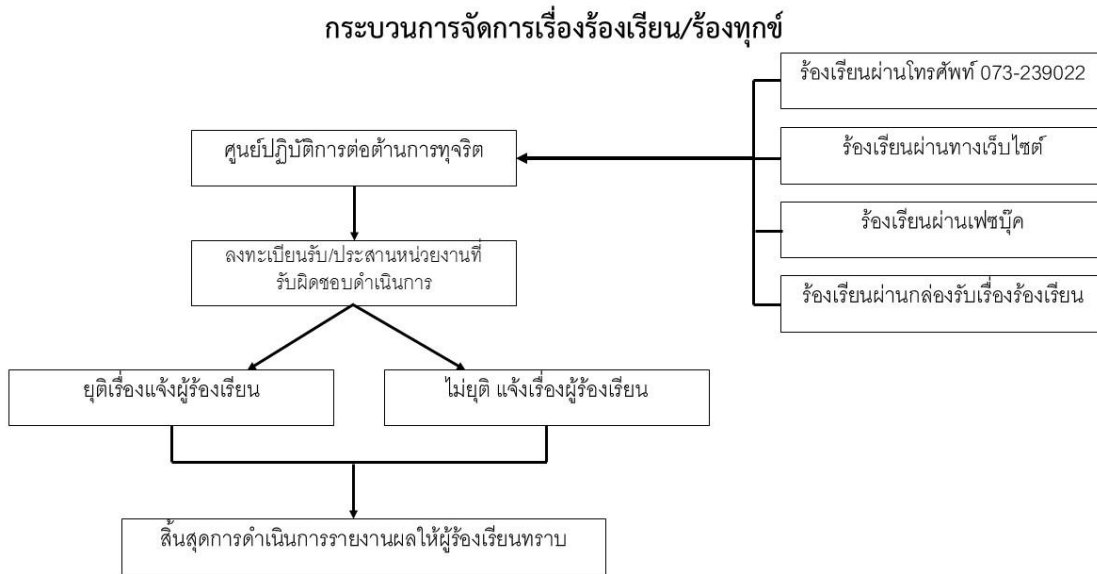 กระบวนการจัดการเรื่องร้องเรียน/ร้องทุกข์
ร้องเรียนผ่านโทรศัพท์ 073-239022
ศูนย์ปฏิบัติการต่อต้านการทุจริต
ร้องเรียนผ่านทางเว็บไซต์
ร้องเรียนผ่านเฟซบุ๊ค
ลงทะเบียนรับ/ประสานหน่วยงานที่
รับผิดชอบดำเนินการ
ร้องเรียนผ่านกล่องรับเรื่องร้องเรียน
ยุติเรื่องแจ้งผู้ร้องเรียน
ไม่ยุติ แจ้งเรื่องผู้ร้องเรียน
สิ้นสุดการดำเนินการรายงานผลให้ผู้ร้องเรียนทราบ